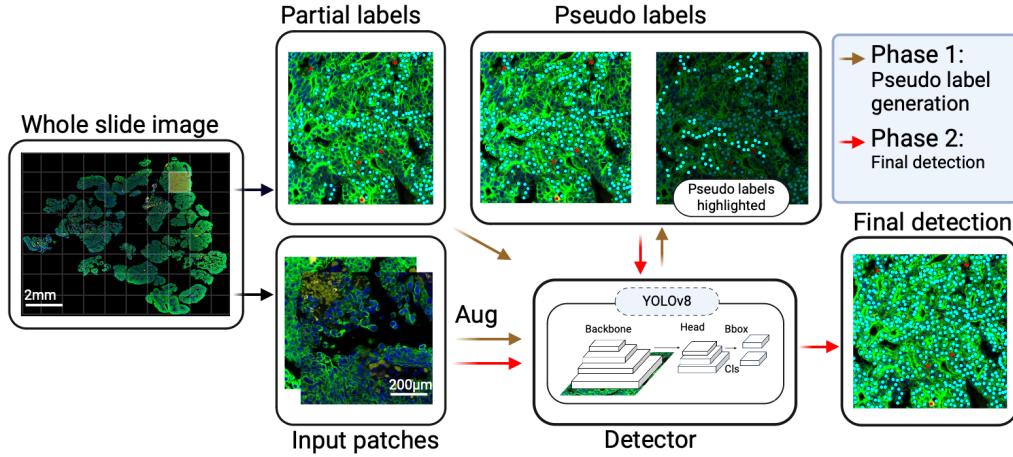 Partial labels
Pseudo labels
Phase 1:
Pseudo label
generation
Phase 2:
Final detection
Whole slide image
2mm
Pseudo labels
highlighted
Final detection
Aug
200μm
YOLOv8
Backbone
Head
Bbox
Cls
Input patches
Detector